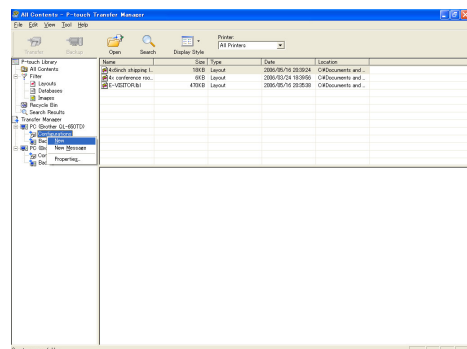 All Contents - P-touch Transfer Manager
File Edit View Tool Help
Transfer Backup Open Search Display Style
Printer:
All Printers
P-touch Library
All Contents
Filter
Layouts
Databases
Images
Recycle Bin
Search Results
Transfer Manager
PC (Brother QL-650TD)
Configurations
New
New Message
Properties
Name Size Type Date Location
4x6inch shipping l... 18KB Layout 2006/05/16 20:39:24 C:¥Documents and ...
4x conference roo... 6KB Layout 2006/03/24 18:39:56 C:¥Documents and ...
E-VISITOR.lbl 470KB Layout 2006/05/16 20:35:38 C:¥Documents and ...